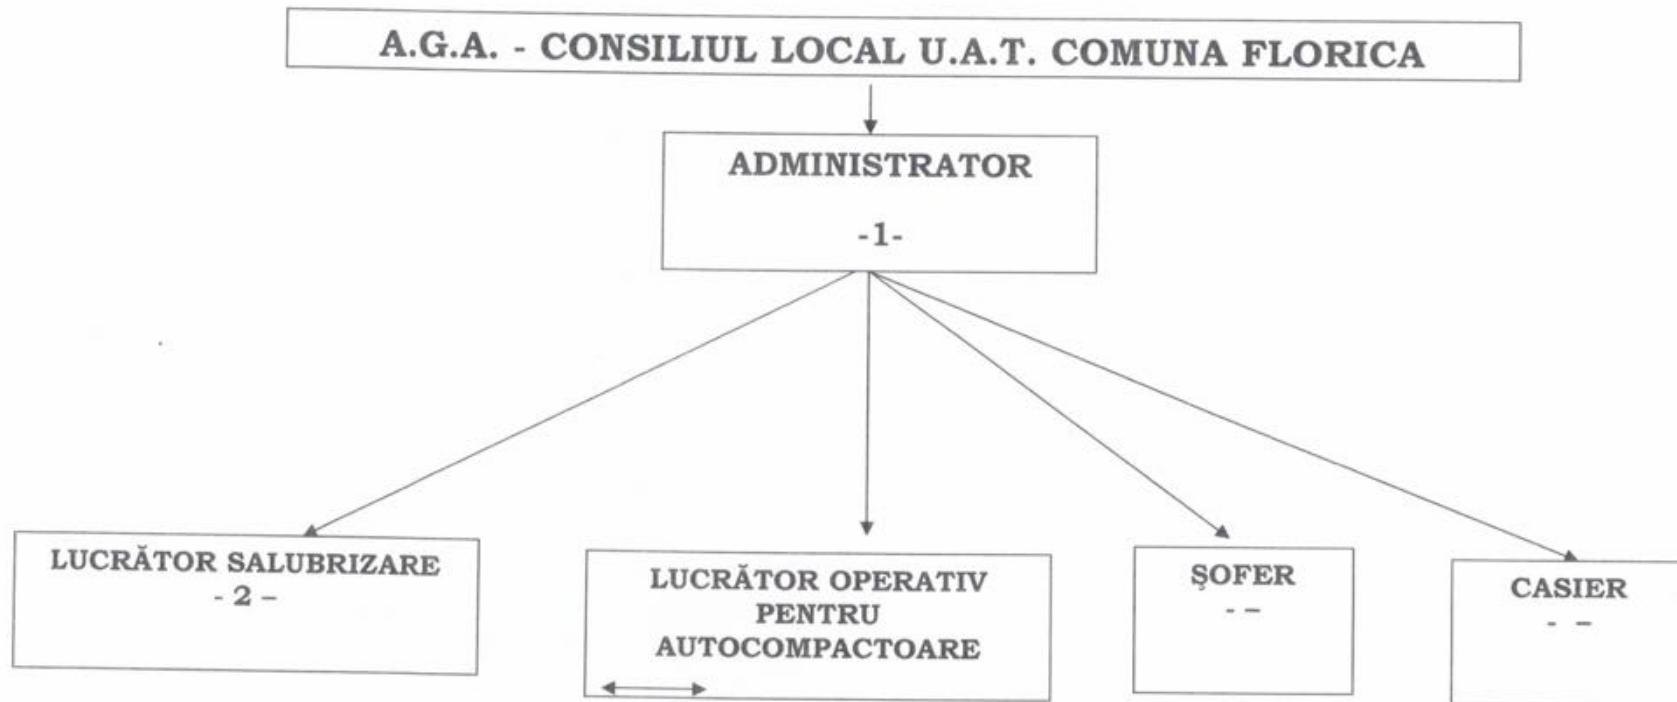 A.G.A. - CONSILIUL LOCAL U.A.T. COMUNA FLORICA
ADMINISTRATOR
-1-
LUCRĂTOR SALUBRIZARE
- 2 –
LUCRĂTOR OPERATIV
PENTRU
AUTOCOMPACTOARE
ŞOFER
- –
CASIER
- –